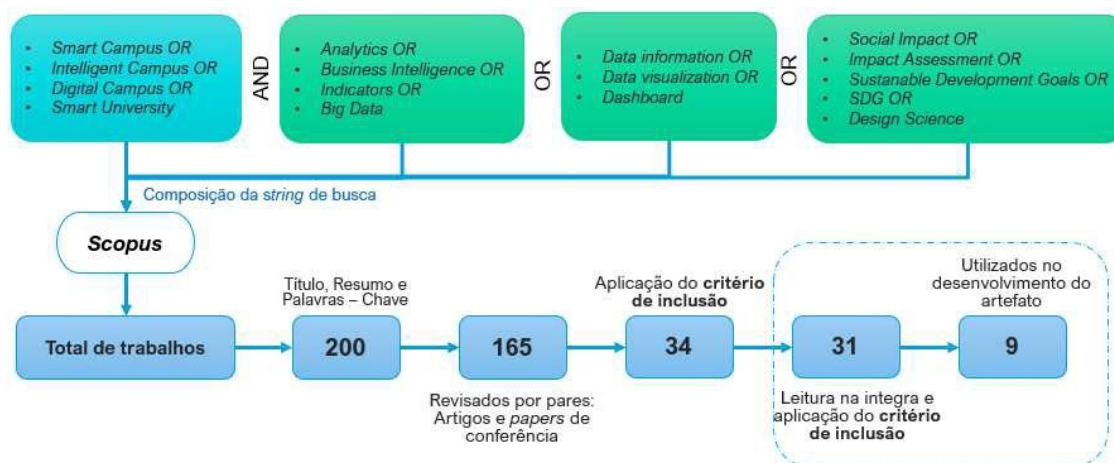 • Smart Campus OR
• Intelligent Campus OR
• Digital Campus OR
• Smart University
AND
• Analytics OR
• Business Intelligence OR
• Indicators OR
• Big Data
OR
• Data information OR
• Data visualization OR
• Dashboard
OR
• Social Impact OR
• Impact Assessment OR
• Sustanable Development Goals OR
• SDG OR
• Design Science
Composição da string de busca
Scopus
Total de trabalhos
Título, Resumo e
Palavras – Chave
200
165
Revisados por pares:
Artigos e papers de
conferência
Aplicação do critério
de inclusão
34
31
Leitura na integra e
aplicação do critério
de inclusão
Utilizados no
desenvolvimento do
artefato
9